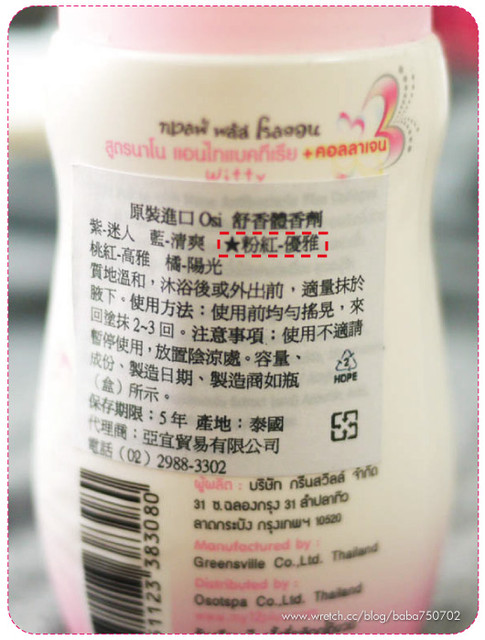 ทเวลฟ์ พลัส โรลออน
สูตรนาโน แอนไทแบคทีเรีย + คอลลาเจน
Witty
原裝進口 Osi 舒香體香劑
紫-迷人 藍-清爽 ★粉紅-優雅
桃紅-高雅 橘-陽光
質地溫和，沐浴後或外出前，適量抹於
腋下。使用方法：使用前均勻搖晃，來
回塗抹2~3回。注意事項：使用不適請
暫停使用，放置陰涼處。容量、
成份、製造日期、製造商如瓶
（盒）所示。
HDPE
保存期限：5年 產地：泰國
代理商：亞宜貿易有限公司
電話（02）2988-3302
ผู้ผลิต : บริษัท กรีนสวิลล์ จำกัด
31 ซ.ฉลองกรุง 31 ลำปลาทิว
ลาดกระบัง กรุงเทพฯ 10520
Manufactured by :
Greensville Co.,Ltd. Thailand
Distributed by :
Osotspa Co.,Ltd. Thailand
11123 383080
www.wretch.cc/blog/baba750702